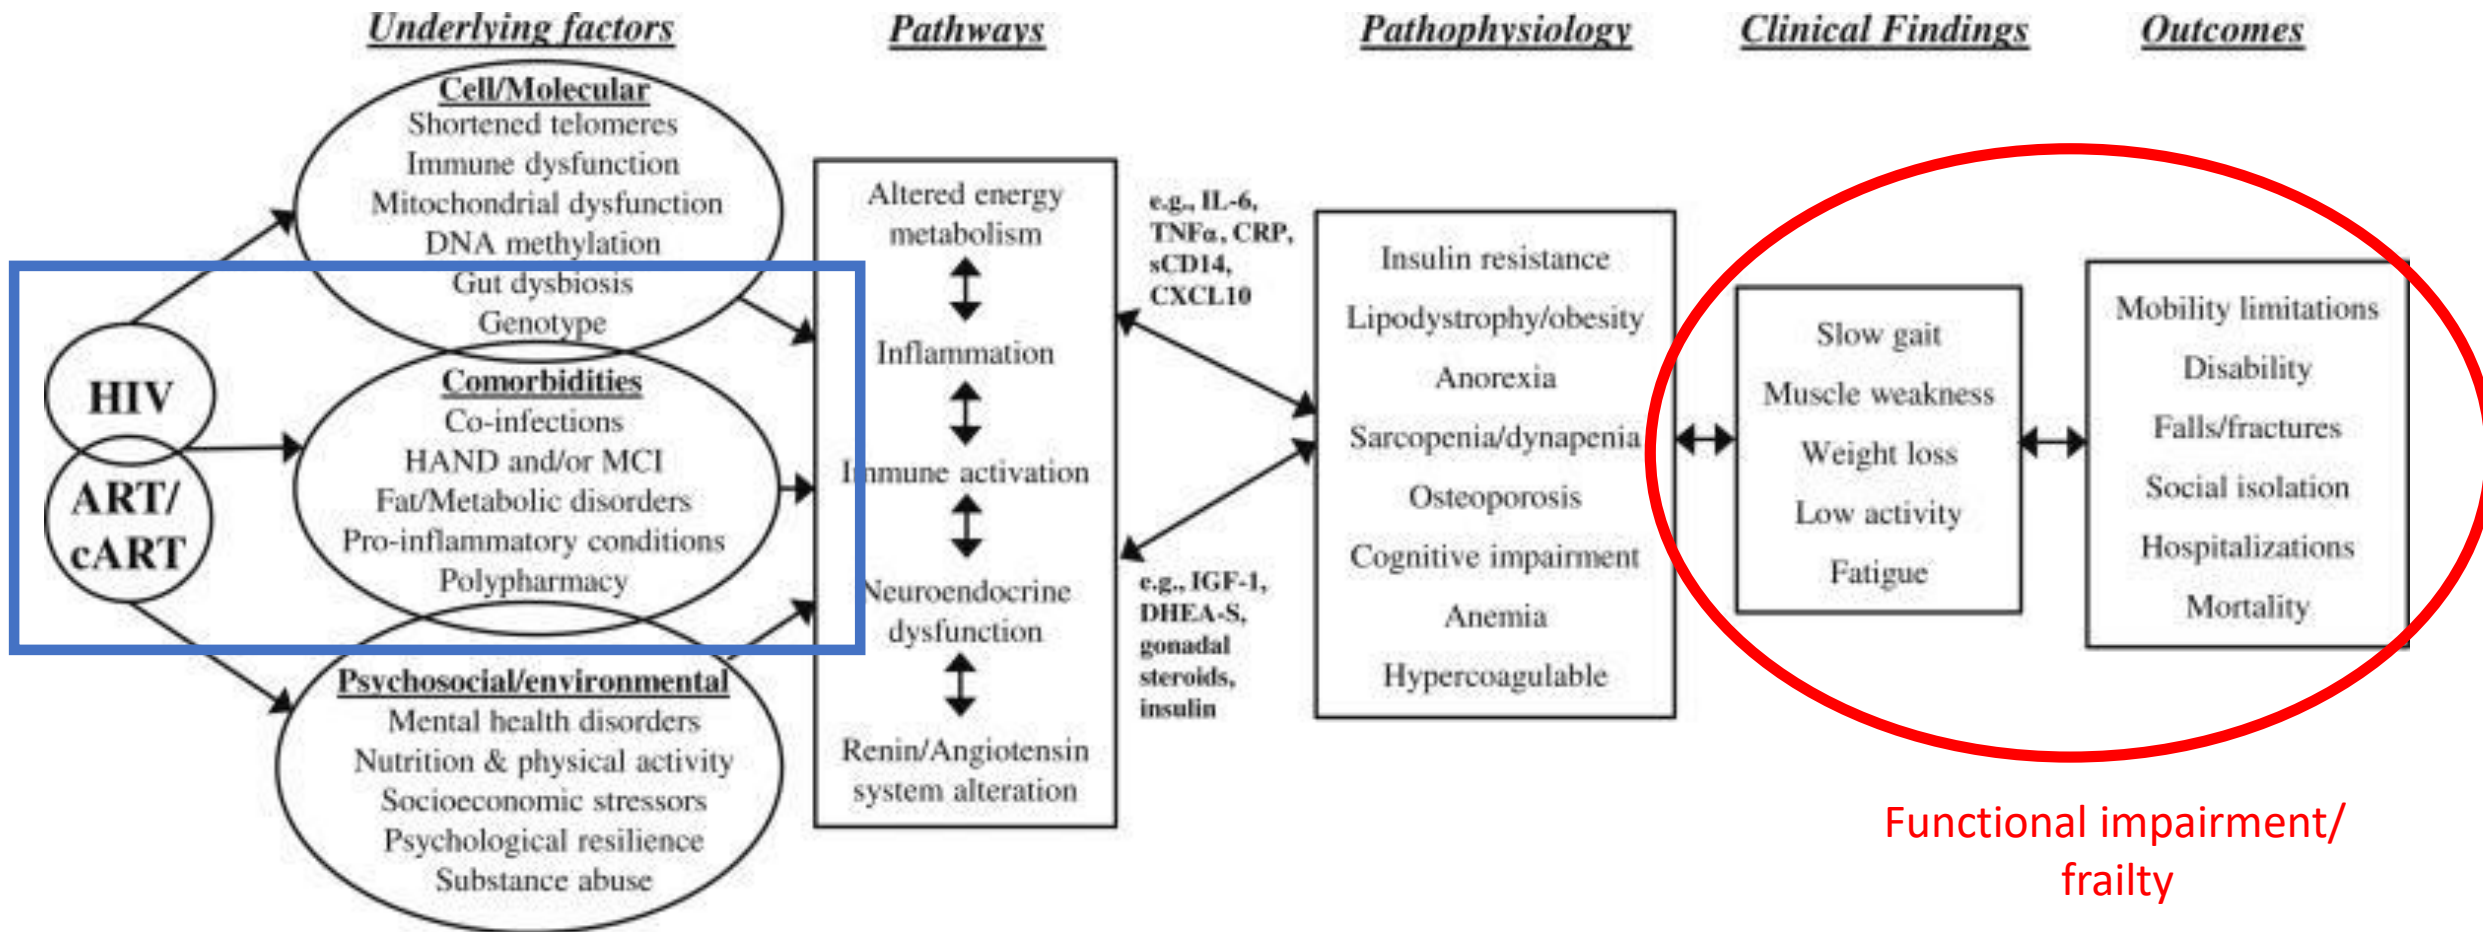 Underlying factors
Pathways
Pathophysiology
Clinical Findings
Outcomes
HIV
ART/
cART
Cell/Molecular
Shortened telomeres
Immune dysfunction
Mitochondrial dysfunction
DNA methylation
Gut dysbiosis
Genotype
Comorbidities
Co-infections
HAND and/or MCI
Fat/Metabolic disorders
Pro-inflammatory conditions
Polypharmacy
Psychosocial/environmental
Mental health disorders
Nutrition & physical activity
Socioeconomic stressors
Psychological resilience
Substance abuse
Altered energy
metabolism
Inflammation
Immune activation
Neuroendocrine
dysfunction
Renin/Angiotensin
system alteration
e.g., IL-6,
TNFα, CRP,
sCD14,
CXCL10
e.g., IGF-1,
DHEA-S,
gonadal
steroids,
insulin
Insulin resistance
Lipodystrophy/obesity
Anorexia
Sarcopenia/dynapenia
Osteoporosis
Cognitive impairment
Anemia
Hypercoagulable
Slow gait
Muscle weakness
Weight loss
Low activity
Fatigue
Mobility limitations
Disability
Falls/fractures
Social isolation
Hospitalizations
Mortality
Functional impairment/
frailty